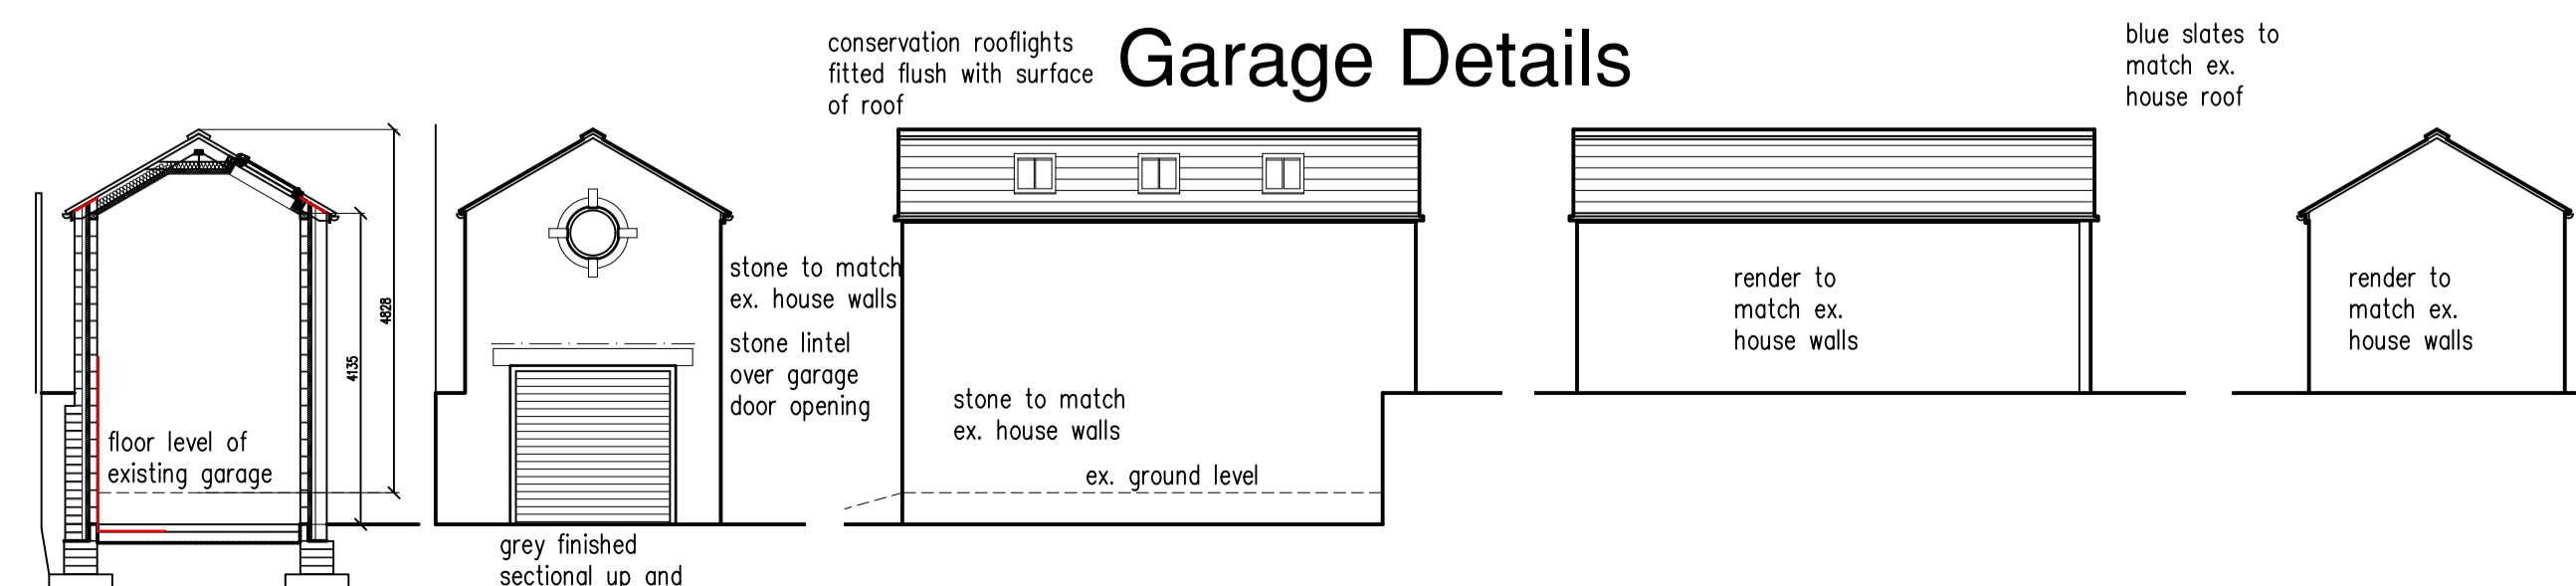 Garage Details
conservation rooflights
fitted flush with surface
of roof
blue slates to
match ex.
house roof
4828
4135
floor level of
existing garage
stone to match
ex. house walls
stone lintel
over garage
door opening
grey finished
sectional up and
stone to match
ex. house walls
ex. ground level
render to
match ex.
house walls
render to
match ex.
house walls